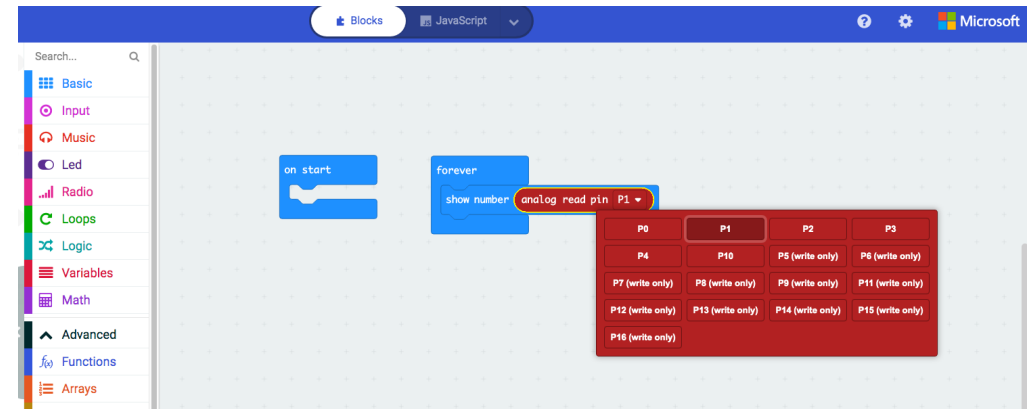 Blocks
JavaScript
Microsoft
Search...
Basic
Input
Music
Led
Radio
Loops
Logic
Variables
Math
Advanced
f(x) Functions
Arrays
on start
forever
show number analog read pin P1
P0 P1 P2 P3
P4 P10 P5 (write only) P6 (write only)
P7 (write only) P8 (write only) P9 (write only) P11 (write only)
P12 (write only) P13 (write only) P14 (write only) P15 (write only)
P16 (write only)